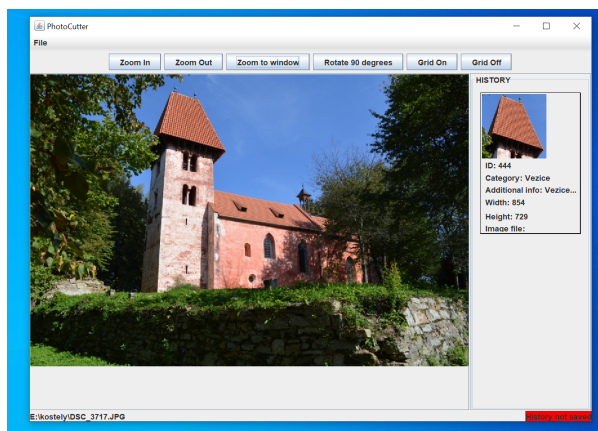 PhotoCutter
File
Zoom In Zoom Out Zoom to window Rotate 90 degrees Grid On Grid Off
HISTORY
ID: 444
Category: Vezice
Additional info: Vezice...
Width: 854
Height: 729
Image file:
E:\kostely\DSC_3717.JPG
History not saved